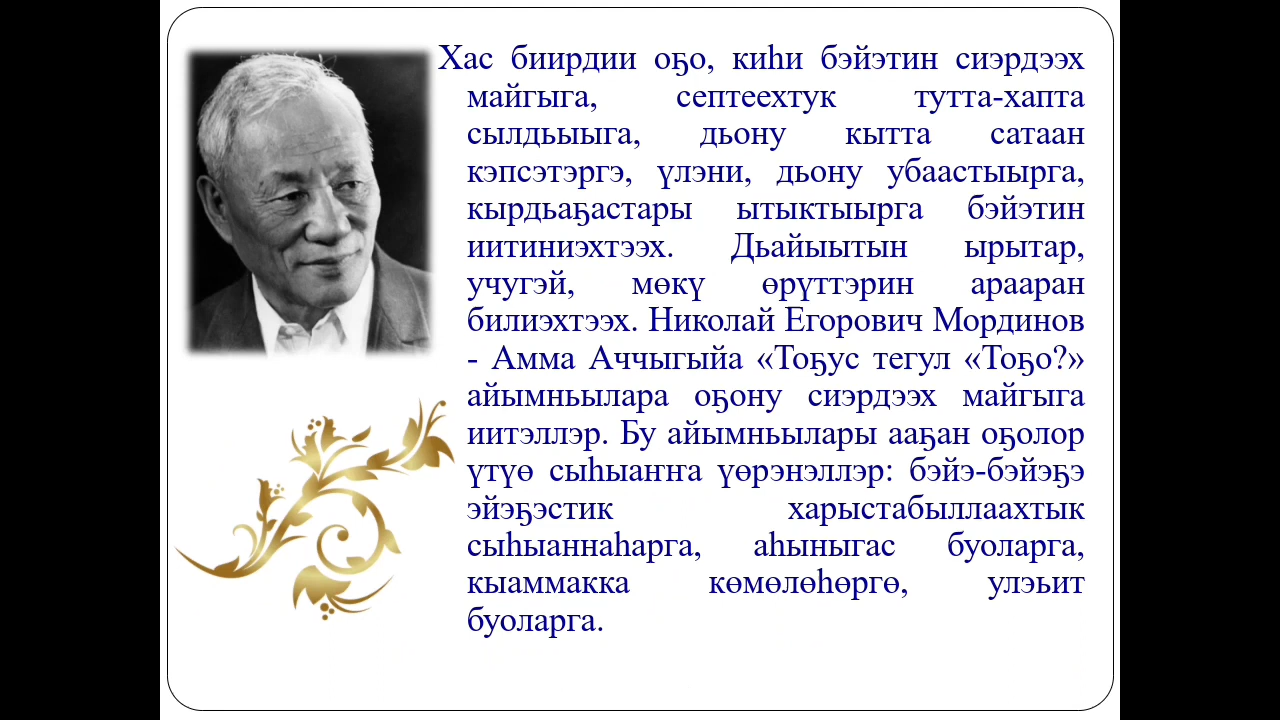 Хас биирдии оҕо, киһи бэйэтин сиэрдээх
майгыга, септеехтук тутта-хапта
сылдьыыга, дьону кытта сатаан
кэпсэтэргэ, үлэни, дьону убаастыырга,
кырдьаҕастары ытыктыырга бэйэтин
иитиниэхтээх. Дьайыытын ырытар,
учугэй, мөкү өрүттэрин арааран
билиэхтээх. Николай Егорович Мординов
- Амма Аччыгыйа «Тоҕус тегул «Тоҕо?»
айымньылара оҕону сиэрдээх майгыга
иитэллэр. Бу айымньылары ааҕан оҕолор
үтүө сыһыаҥҥа үөрэнэллэр: бэйэ-бэйэҕэ
эйэҕэстик харыстабыллаахтык
сыһыаннаһарга, аһыныгас буоларга,
кыаммакка көмөлөһөргө, улэьит
буоларга.